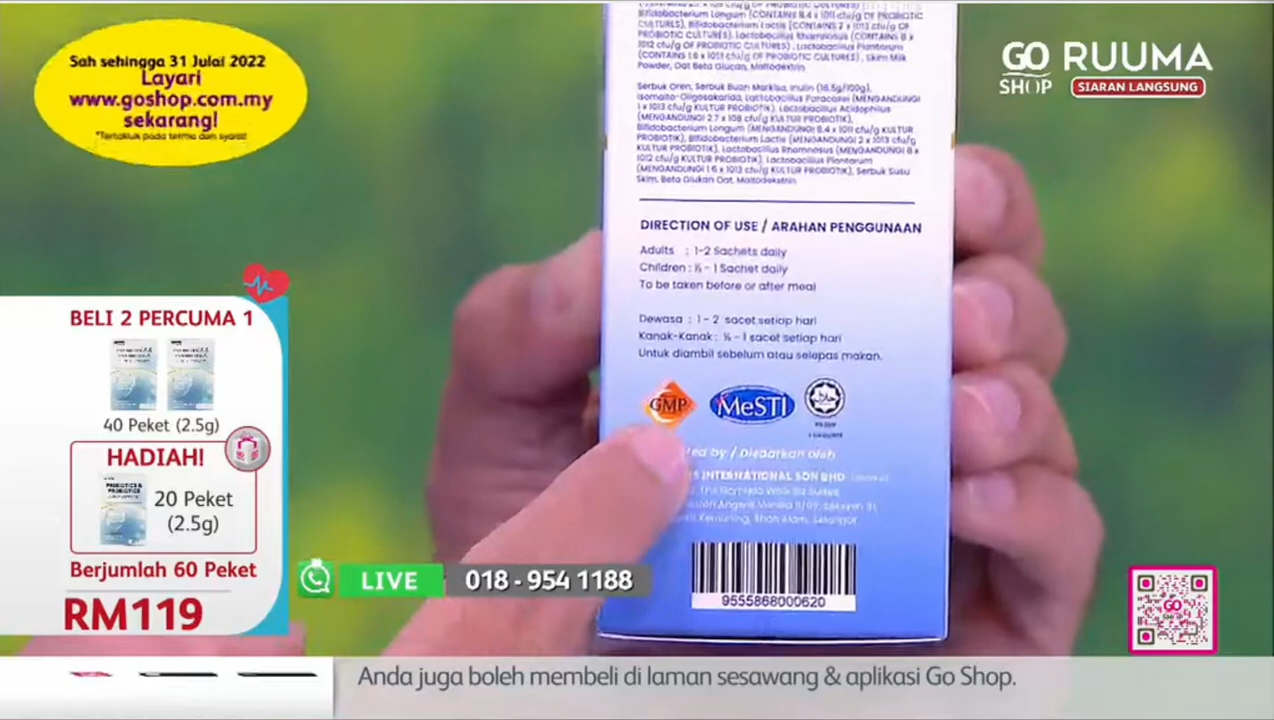 Sah sehingga 31 Julai 2022
Layari
www.goshop.com.my
sekarang!
*Tertakluk pada terma dan syarat
GO SHOP
RUUMA
SIARAN LANGSUNG
Bifidobacterium Longum (CONTAINS 8.4 x 1011 cfu/g OF PROBIOTIC
CULTURES), Bifidobacterium Lactis (CONTAINS 2 x 1013 cfu/g OF
PROBIOTIC CULTURES), Lactobacillus Rhamnosus (CONTAINS 8 x
1012 cfu/g OF PROBIOTIC CULTURES), Lactobacillus Plantarum
(CONTAINS 1.6 x 1013 cfu/g OF PROBIOTIC CULTURES), Skim Milk
Powder, Oat Beta Glucan, Maltodextrin
Serbuk Oren, Serbuk Buah Markisa, Inulin (16.5g/100g),
Isomalto-Oligosakarida, Lactobacillus Paracasei (MENGANDUNGI
1 x 1013 cfu/g KULTUR PROBIOTIK), Lactobacillus Acidophilus
(MENGANDUNGI 2.7 x 108 cfu/g KULTUR PROBIOTIK),
Bifidobacterium Longum (MENGANDUNGI 8.4 x 1011 cfu/g KULTUR
PROBIOTIK), Bifidobacterium Lactis (MENGANDUNGI 2 x 1013 cfu/g
KULTUR PROBIOTIK), Lactobacillus Rhamnosus (MENGANDUNGI 8 x
1012 cfu/g KULTUR PROBIOTIK), Lactobacillus Plantarum
(MENGANDUNGI 1.6 x 1013 cfu/g KULTUR PROBIOTIK), Serbuk Susu
Skim, Beta Glukan Oat, Maltodekstrin
DIRECTION OF USE / ARAHAN PENGGUNAAN
Adults : 1-2 Sachets daily
Children : ½ - 1 Sachet daily
To be taken before or after meal
Dewasa : 1 - 2 sacet setiap hari
Kanak-Kanak : ½ - 1 sacet setiap hari
Untuk diambil sebelum atau selepas makan.
GMP
MeSTI
by / Diedarkan oleh
INTERNATIONAL SDN BHD
Kemuning, Shah Alam, Selangor
9555868000620
BELI 2 PERCUMA 1
40 Peket (2.5g)
HADIAH!
PREBIOTICS &
PROBIOTICS
20 Peket
(2.5g)
Berjumlah 60 Peket
RM119
LIVE 018 - 954 1188
GO
Anda juga boleh membeli di laman sesawang & aplikasi Go Shop.